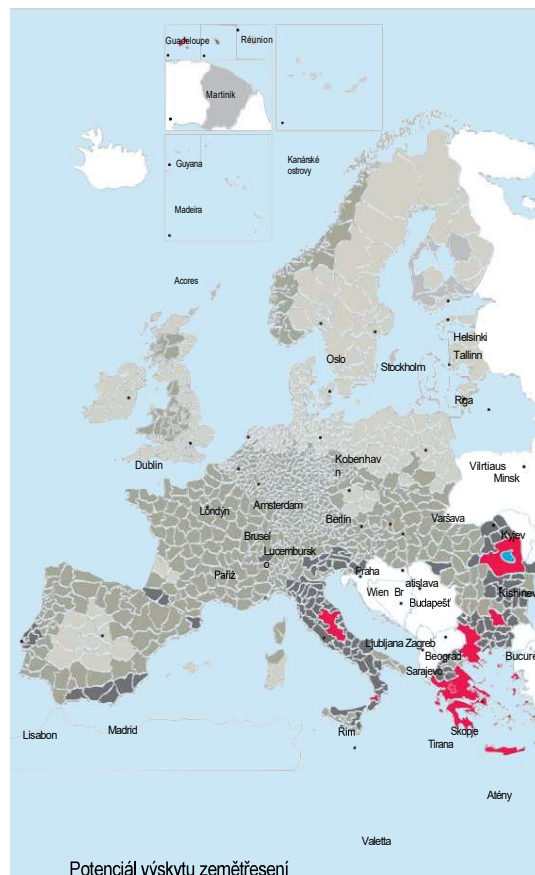 Guadeloupe
Réunion
Martinik
Guyana
Kanárské
ostrovy
Madeira
Acores
Helsinki
Oslo
Tallinn
Stockholm
Riga
Dublin
Kobenhav
n
Vilrtiaus
Minsk
Londýn
Amsterdam
Berlín
Varšava
Brusel
Kyjev
Lucembursk
o
Praha
Paříž
Wien Br
atislava
Kishinev
Budapešť
Ljubljana Zagreb
Beograd
Bucure
Sarajevo
Lisabon
Madrid
Řím
Skopje
Tirana
Atény
Valetta
Potenciál výskytu zemětřesení